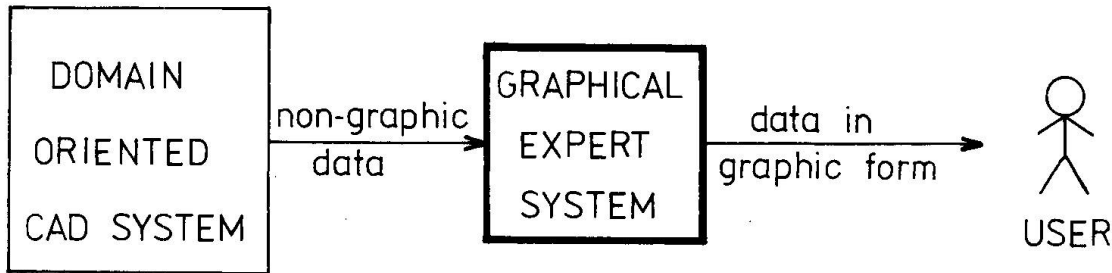 DOMAIN
ORIENTED
CAD SYSTEM
non-graphic
data
GRAPHICAL
EXPERT
SYSTEM
data in
graphic form
USER